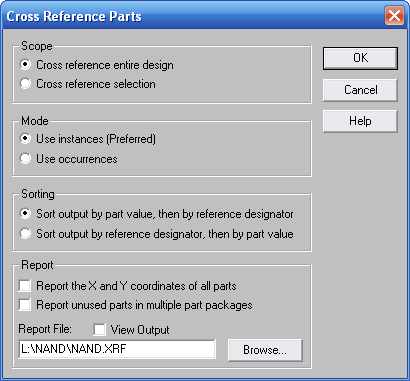 Cross Reference Parts
Scope
Cross reference entire design
Cross reference selection
OK
Cancel
Help
Mode
Use instances (Preferred)
Use occurrences
Sorting
Sort output by part value, then by reference designator
Sort output by reference designator, then by part value
Report
Report the X and Y coordinates of all parts
Report unused parts in multiple part packages
Report File: View Output
L:\NAND\NAND.XRF Browse...